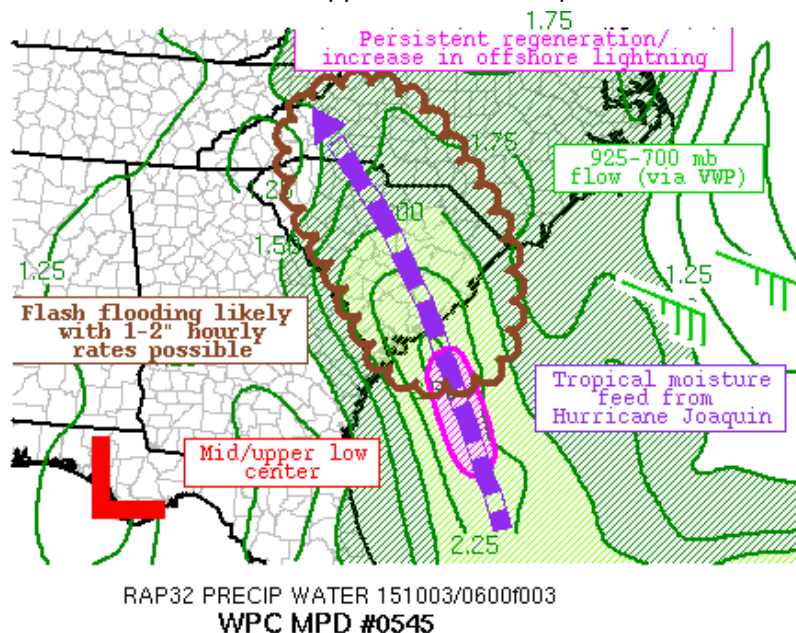 1.75
Persistent regeneration/
increase in offshore lightning
1.75
925-700 mb
flow (via VWP)
.00
1.50
1.25
1.25
Flash flooding likely
with 1-2" hourly
rates possible
Tropical moisture
feed from
Hurricane Joaquin
Mid/upper low
center
2.25
RAP32 PRECIP WATER 151003/0600f003
WPC MPD #0545